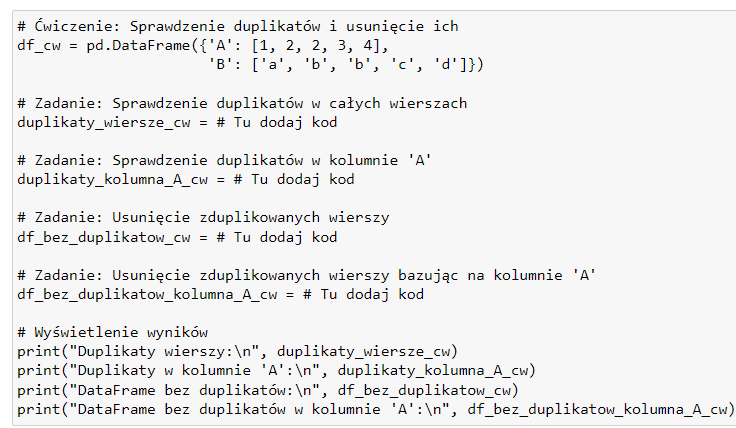 # Ćwiczenie: Sprawdzenie duplikatów i usunięcie ich
df_cw = pd.DataFrame({'A': [1, 2, 2, 3, 4],
                      'B': ['a', 'b', 'b', 'c', 'd']})

# Zadanie: Sprawdzenie duplikatów w całych wierszach
duplikaty_wiersze_cw = # Tu dodaj kod

# Zadanie: Sprawdzenie duplikatów w kolumnie 'A'
duplikaty_kolumna_A_cw = # Tu dodaj kod

# Zadanie: Usunięcie zduplikowanych wierszy
df_bez_duplikatow_cw = # Tu dodaj kod

# Zadanie: Usunięcie zduplikowanych wierszy bazując na kolumnie 'A'
df_bez_duplikatow_kolumna_A_cw = # Tu dodaj kod

# Wyświetlenie wyników
print("Duplikaty wierszy:\n", duplikaty_wiersze_cw)
print("Duplikaty w kolumnie 'A':\n", duplikaty_kolumna_A_cw)
print("DataFrame bez duplikatów:\n", df_bez_duplikatow_cw)
print("DataFrame bez duplikatów w kolumnie 'A':\n", df_bez_duplikatow_kolumna_A_cw)